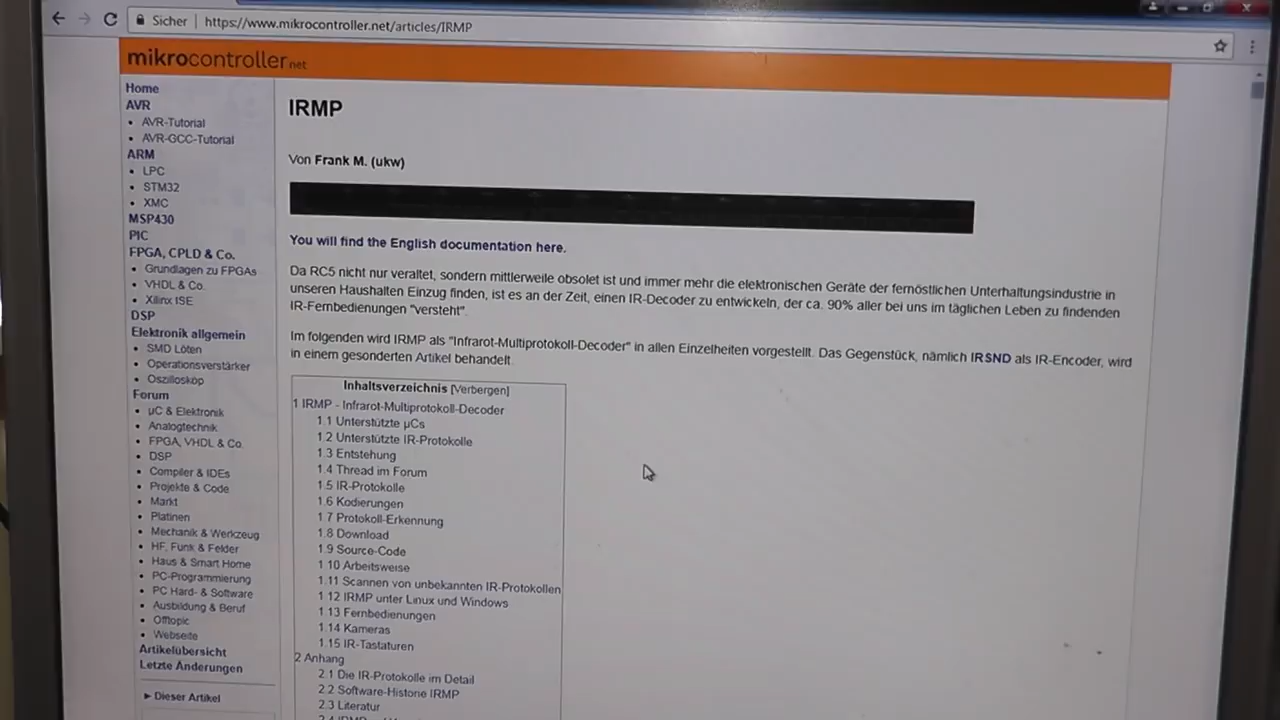 Sicher | https://www.mikrocontroller.net/articles/IRMP
mikrocontroller.net
Home
AVR
AVR-Tutorial
AVR-GCC-Tutorial
ARM
LPC
STM32
XMC
MSP430
PIC
FPGA, CPLD & Co.
Grundlagen zu FPGAs
VHDL & Co.
Xilinx ISE
DSP
Elektronik allgemein
SMD Löten
Operationsverstärker
Oszilloskop
Forum
µC & Elektronik
Analogtechnik
FPGA, VHDL & Co.
DSP
Compiler & IDEs
Projekte & Code
Markt
Platinen
Mechanik & Werkzeug
HF, Funk & Felder
Haus & Smart Home
PC-Programmierung
PC Hard- & Software
Ausbildung & Beruf
Offtopic
Webseite
Artikelübersicht
Letzte Änderungen
Dieser Artikel
IRMP
Von Frank M. (ukw)
You will find the English documentation here.
Da RC5 nicht nur veraltet, sondern mittlerweile obsolet ist und immer mehr die elektronischen Geräte der fernöstlichen Unterhaltungsindustrie in
unseren Haushalten Einzug finden, ist es an der Zeit, einen IR-Decoder zu entwickeln, der ca. 90% aller bei uns im täglichen Leben zu findenden
IR-Fernbedienungen "versteht".
Im folgenden wird IRMP als "Infrarot-Multiprotokoll-Decoder" in allen Einzelheiten vorgestellt. Das Gegenstück, nämlich IRSND als IR-Encoder, wird
in einem gesonderten Artikel behandelt.
Inhaltsverzeichnis [Verbergen]
1 IRMP - Infrarot-Multiprotokoll-Decoder
1.1 Unterstützte µCs
1.2 Unterstützte IR-Protokolle
1.3 Entstehung
1.4 Thread im Forum
1.5 IR-Protokolle
1.6 Kodierungen
1.7 Protokoll-Erkennung
1.8 Download
1.9 Source-Code
1.10 Arbeitsweise
1.11 Scannen von unbekannten IR-Protokollen
1.12 IRMP unter Linux und Windows
1.13 Fernbedienungen
1.14 Kameras
1.15 IR-Tastaturen
2 Anhang
2.1 Die IR-Protokolle im Detail
2.2 Software-Historie IRMP
2.3 Literatur